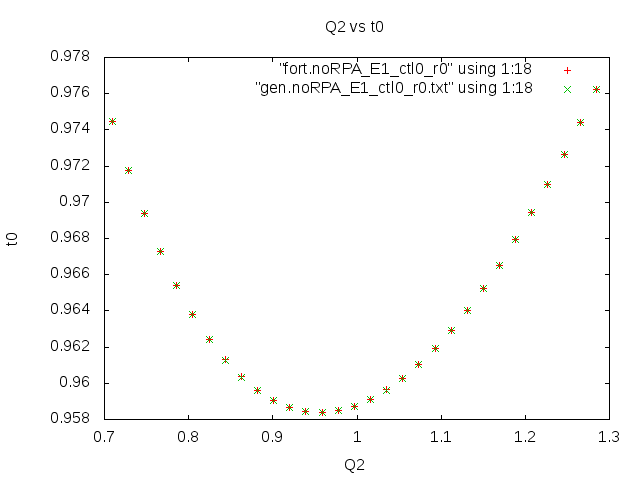 Q2 vs t0
"fort.noRPA_E1_ctl0_r0" using 1:18
"gen.noRPA_E1_ctl0_r0.txt" using 1:18
0.978
0.976
0.974
0.972
0.97
0.968
0.966
0.964
0.962
0.96
0.958
t0
0.7 0.8 0.9 1 1.1 1.2 1.3
Q2